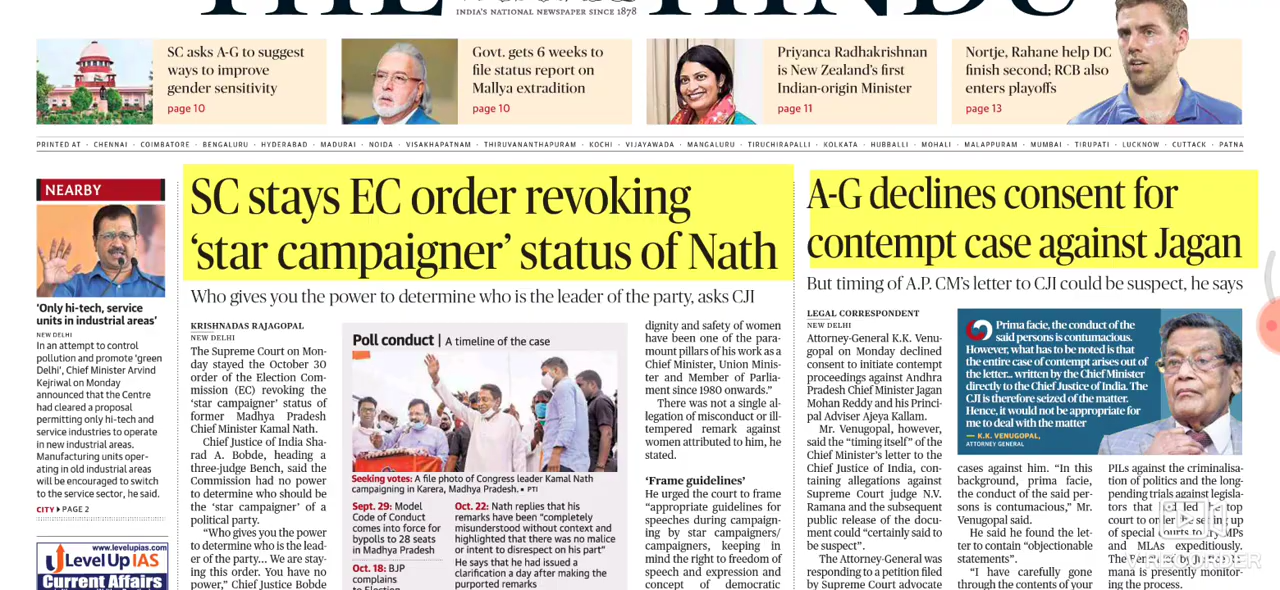 THE HINDU
INDIA'S NATIONAL NEWSPAPER SINCE 1878
SC asks A-G to suggest
ways to improve
gender sensitivity
page 10
Govt. gets 6 weeks to
file status report on
Mallya extradition
page 10
Priyanca Radhakrishnan
is New Zealand's first
Indian-origin Minister
page 11
Nortje, Rahane help DC
finish second; RCB also
enters playoffs
page 13
PRINTED AT · CHENNAI · COIMBATORE · BENGALURU · HYDERABAD · MADURAI · NOIDA · VISAKHAPATNAM · THIRUVANANTHAPURAM · KOCHI · VIJAYAWADA · MANGALURU · TIRUCHIRAPALLI · KOLKATA · HUBBALLI · MOHALI · MALAPPURAM · MUMBAI · TIRUPATI · LUCKNOW · CUTTACK · PATNA
NEARBY
'Only hi-tech, service
units in industrial areas'
NEW DELHI
In an attempt to control
pollution and promote 'green
Delhi', Chief Minister Arvind
Kejriwal on Monday
announced that the Centre
had cleared a proposal
permitting only hi-tech and
service industries to operate
in new industrial areas.
Manufacturing units oper-
ating in old industrial areas
will be encouraged to switch
to the service sector, he said.
CITY ▶ PAGE 2
www.levelupias.com
Level Up IAS
Current Affairs
SC stays EC order revoking
'star campaigner' status of Nath
Who gives you the power to determine who is the leader of the party, asks CJI
KRISHNADAS RAJAGOPAL
NEW DELHI
The Supreme Court on Mon-
day stayed the October 30
order of the Election Com-
mission (EC) revoking the
'star campaigner' status of
former Madhya Pradesh
Chief Minister Kamal Nath.
Chief Justice of India Sha-
rad A. Bobde, heading a
three-judge Bench, said the
Commission had no power
to determine who should be
the 'star campaigner' of a
political party.
"Who gives you the power
to determine who is the lead-
er of the party... We are stay-
ing this order. You have no
power," Chief Justice Bobde
Poll conduct | A timeline of the case
Seeking votes: A file photo of Congress leader Kamal Nath
campaigning in Karera, Madhya Pradesh. ▪ PTI
Sept. 29: Model
Code of Conduct
comes into force for
bypolls to 28 seats
in Madhya Pradesh
Oct. 18: BJP
complains
to Election
Oct. 22: Nath replies that his
remarks have been "completely
misunderstood without context and
highlighted that there was no malice
or intent to disrespect on his part"
He says that he had issued a
clarification a day after making the
purported remarks
dignity and safety of women
have been one of the para-
mount pillars of his work as a
Chief Minister, Union Minis-
ter and Member of Parlia-
ment since 1980 onwards."
There was not a single al-
legation of misconduct or ill-
tempered remark against
women attributed to him, he
stated.
'Frame guidelines'
He urged the court to frame
"appropriate guidelines for
speeches during campaign-
ing by star campaigners/
campaigners, keeping in
mind the right to freedom of
speech and expression and
concept of democratic
A-G declines consent for
contempt case against Jagan
But timing of A.P. CM's letter to CJI could be suspect, he says
LEGAL CORRESPONDENT
NEW DELHI
Attorney-General K.K. Venu-
gopal on Monday declined
consent to initiate contempt
proceedings against Andhra
Pradesh Chief Minister Jagan
Mohan Reddy and his Princi-
pal Adviser Ajeya Kallam.
Mr. Venugopal, however,
said the "timing itself" of the
Chief Minister's letter to the
Chief Justice of India, con-
taining allegations against
Supreme Court judge N.V.
Ramana and the subsequent
public release of the docu-
ment "could certainly said to
be suspect".
The Attorney-General was
responding to a petition filed
by Supreme Court advocate
Prima facie, the conduct of the
said persons is contumacious.
However, what has to be noted is that
the entire case of contempt arises out of
the letter... written by the Chief Minister
directly to the Chief Justice of India. The
CJI is therefore seized of the matter.
Hence, it would not be appropriate for
me to deal with the matter
— K.K. VENUGOPAL,
ATTORNEY GENERAL
cases against him. "In this
background, prima facie,
the conduct of the said per-
sons is contumacious," Mr.
Venugopal said.
He said he found the let-
ter to contain "objectionable
statements".
"I have carefully gone
through the contents of your
PILs against the criminalisa-
tion of politics and the long-
pending trials against legisla-
tors that top
court to order up
of special MPs
and MLAs expeditiously.
The
mana is presently monitor-
ing the process.
RECORDER